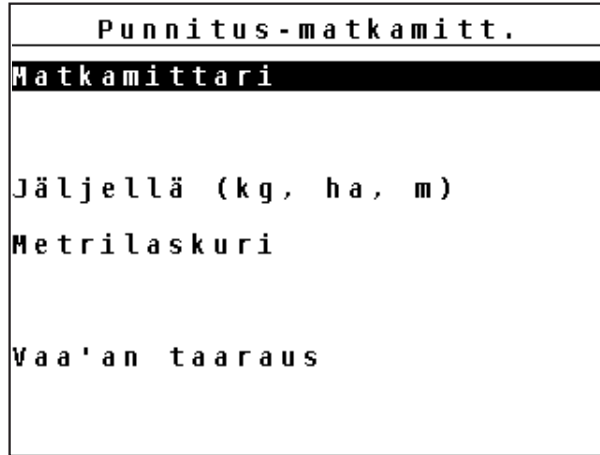 Punnitus-matkamitt.
Matkamittari
Jäljellä (kg, ha, m)
Metrilaskuri
Vaa'an taaraus